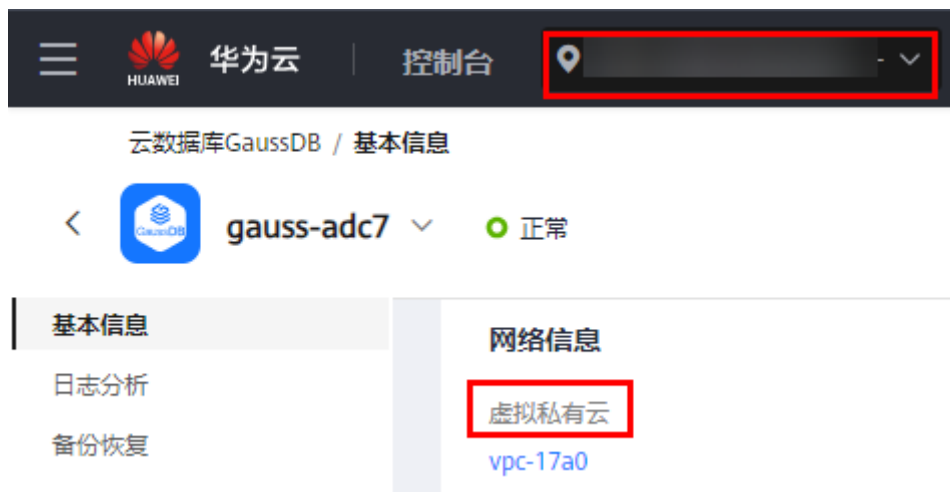 HUAWEI 华为云 控制台
云数据库GaussDB / 基本信息
GaussDB gauss-adc7 正常
基本信息
网络信息
日志分析
虚拟私有云
备份恢复
vpc-17a0